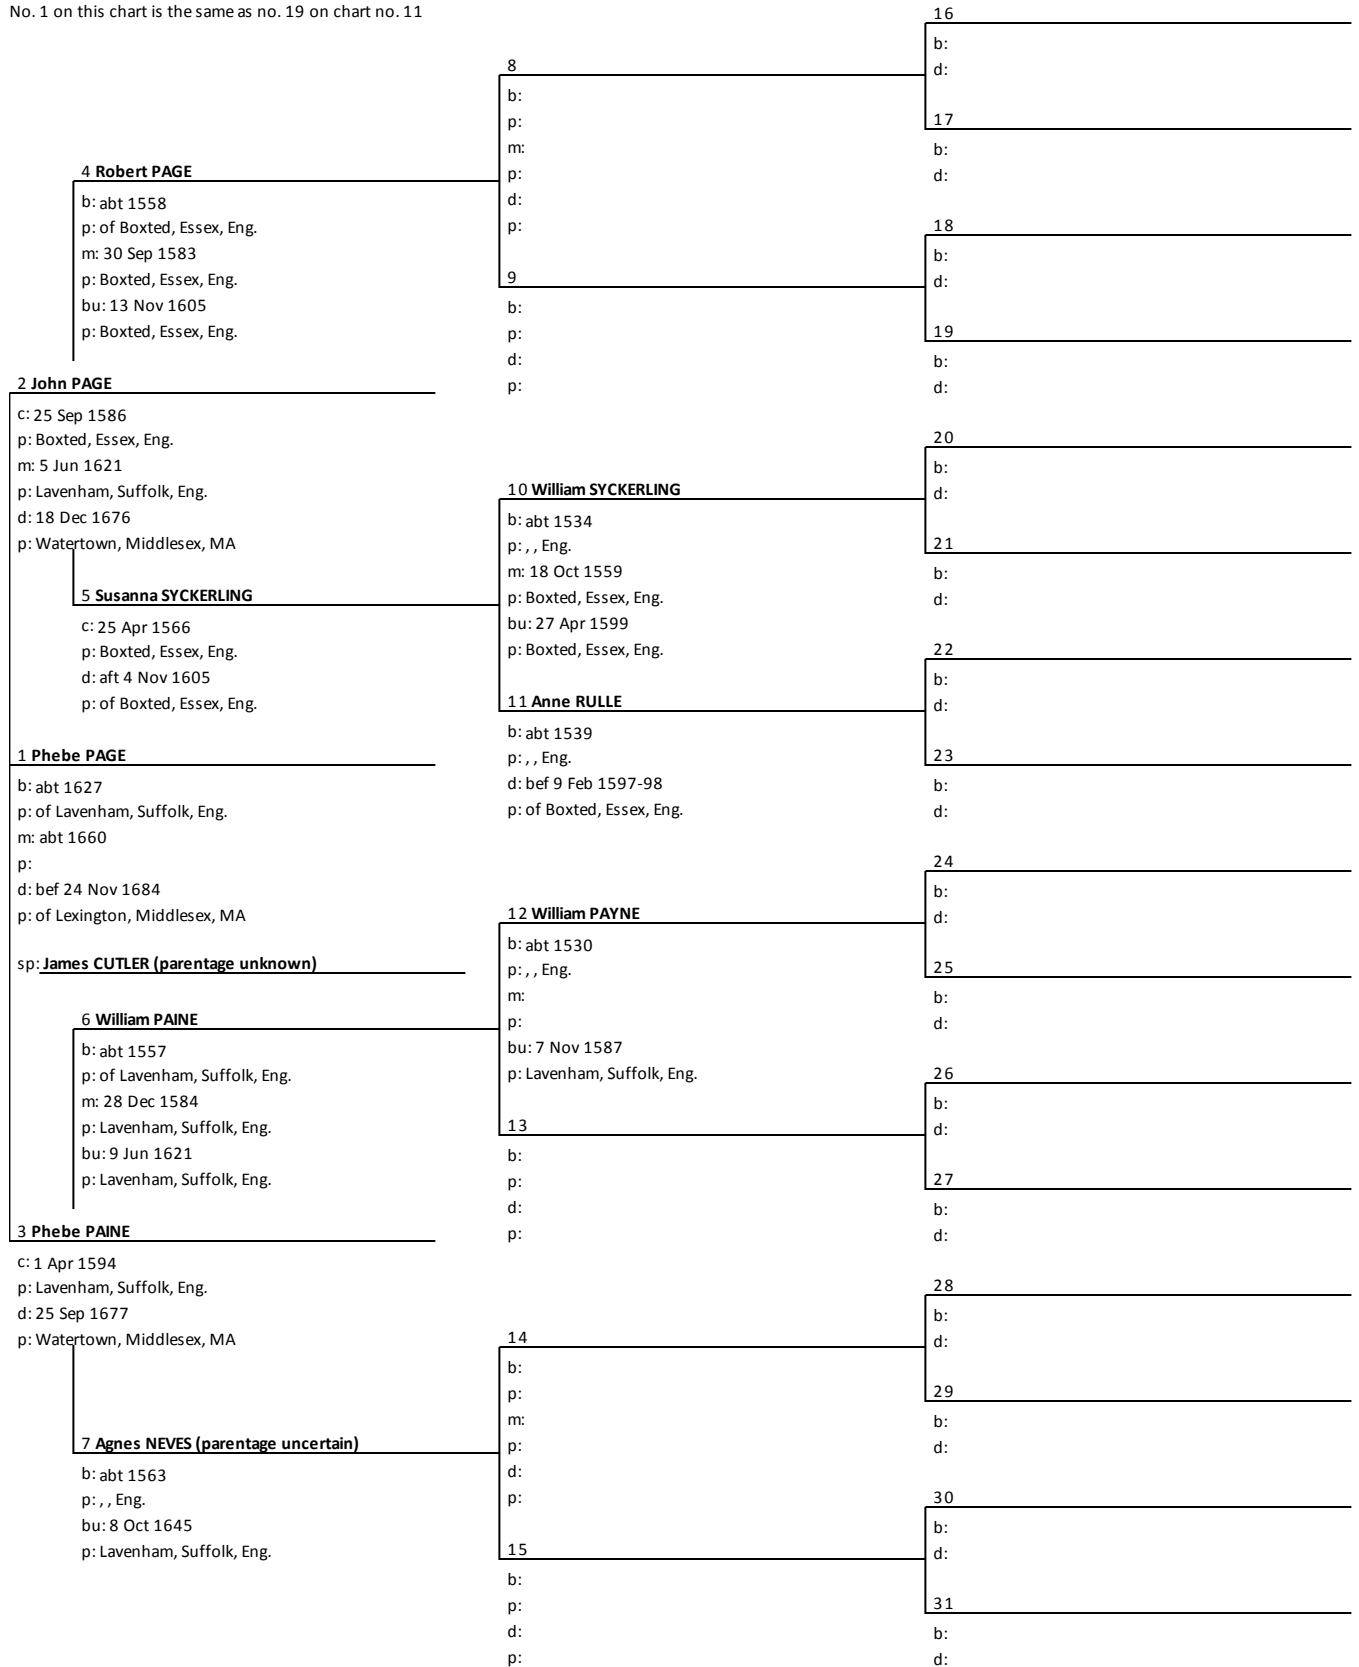 No. 1 on this chart is the same as no. 19 on chart no. 11
16
b:
d:
8
b:
p:
m:
p:
d:
p:
17
b:
d:
4 Robert PAGE
b: abt 1558
p: of Boxted, Essex, Eng.
m: 30 Sep 1583
p: Boxted, Essex, Eng.
bu: 13 Nov 1605
p: Boxted, Essex, Eng.
18
b:
d:
9
b:
p:
d:
p:
19
b:
d:
2 John PAGE
c: 25 Sep 1586
p: Boxted, Essex, Eng.
m: 5 Jun 1621
p: Lavenham, Suffolk, Eng.
d: 18 Dec 1676
p: Watertown, Middlesex, MA
20
b:
d:
10 William SYCKERLING
b: abt 1534
p: , , Eng.
m: 18 Oct 1559
p: Boxted, Essex, Eng.
bu: 27 Apr 1599
p: Boxted, Essex, Eng.
21
b:
d:
5 Susanna SYCKERLING
c: 25 Apr 1566
p: Boxted, Essex, Eng.
d: aft 4 Nov 1605
p: of Boxted, Essex, Eng.
22
b:
d:
11 Anne RULLE
b: abt 1539
p: , , Eng.
d: bef 9 Feb 1597-98
p: of Boxted, Essex, Eng.
23
b:
d:
1 Phebe PAGE
b: abt 1627
p: of Lavenham, Suffolk, Eng.
m: abt 1660
p:
d: bef 24 Nov 1684
p: of Lexington, Middlesex, MA
sp: James CUTLER (parentage unknown)
24
b:
d:
12 William PAYNE
b: abt 1530
p: , , Eng.
m:
p:
bu: 7 Nov 1587
p: Lavenham, Suffolk, Eng.
25
b:
d:
6 William PAINE
b: abt 1557
p: of Lavenham, Suffolk, Eng.
m: 28 Dec 1584
p: Lavenham, Suffolk, Eng.
bu: 9 Jun 1621
p: Lavenham, Suffolk, Eng.
26
b:
d:
13
b:
p:
d:
p:
27
b:
d:
3 Phebe PAINE
c: 1 Apr 1594
p: Lavenham, Suffolk, Eng.
d: 25 Sep 1677
p: Watertown, Middlesex, MA
28
b:
d:
14
b:
p:
m:
p:
d:
p:
29
b:
d:
7 Agnes NEVES (parentage uncertain)
b: abt 1563
p: , , Eng.
bu: 8 Oct 1645
p: Lavenham, Suffolk, Eng.
30
b:
d:
15
b:
p:
d:
p:
31
b:
d: